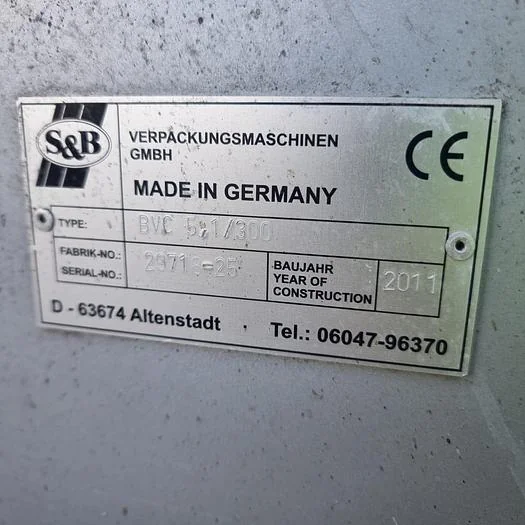 S&B
VERPACKUNGSMASCHINEN
GMBH
CE
MADE IN GERMANY
TYPE: BVC
FABRIK-NO.:
SERIAL-NO.:
BAUJAHR
YEAR OF
CONSTRUCTION
2011
D - 63674 Altenstadt
Tel.: 06047-96370